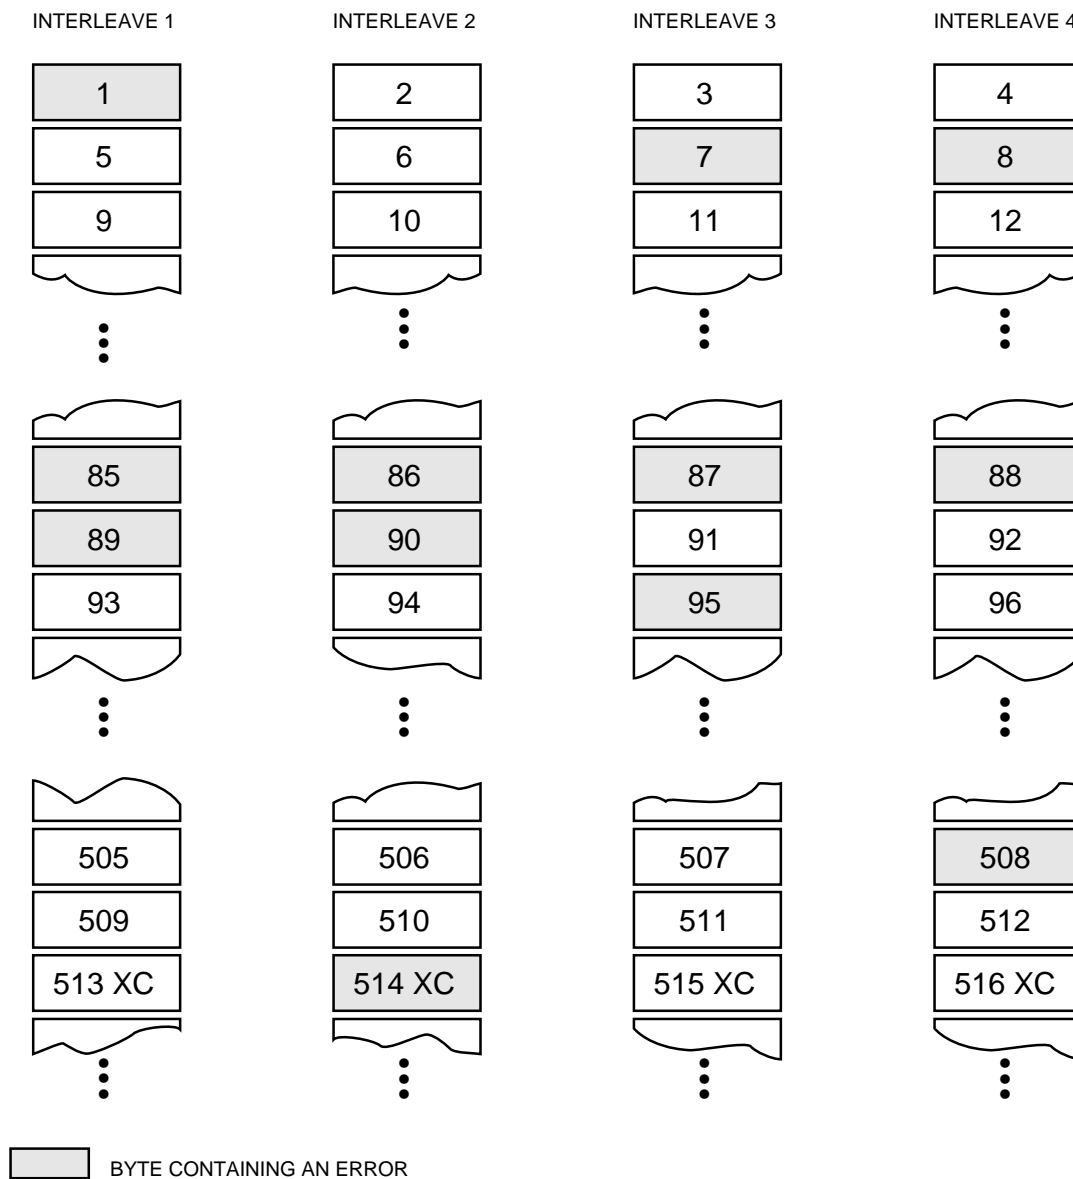 INTERLEAVE 1 INTERLEAVE 2 INTERLEAVE 3 INTERLEAVE 4
1 2 3 4
5 6 7 8
9 10 11 12
85 86 87 88
89 90 91 92
93 94 95 96
505 506 507 508
509 510 511 512
513 XC 514 XC 515 XC 516 XC
BYTE CONTAINING AN ERROR